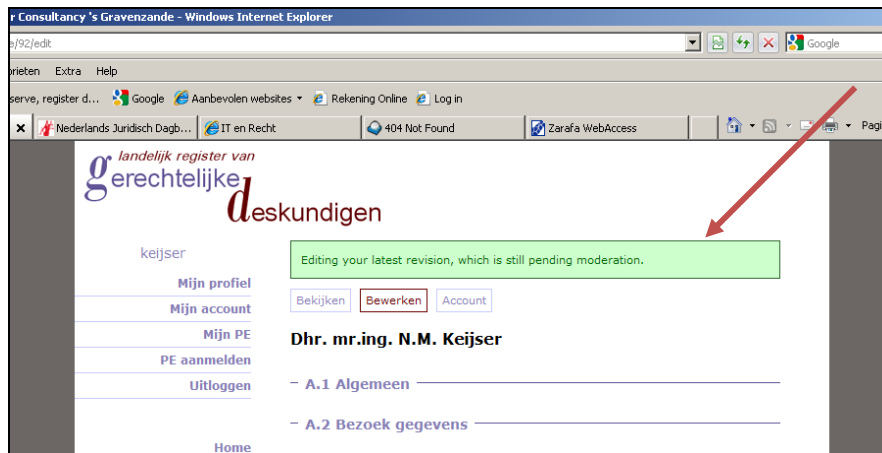 r Consultancy 's Gravenzande - Windows Internet Explorer
e/92/edit
Google
orieten Extra Help
serve, register d... Google Aanbevolen websites Rekening Online Log in
Nederlands Juridisch Dagb... IT en Recht 404 Not Found Zarafa WebAccess Pagi
landelijk register van
gerechtelijke
deskundigen
keijser
Editing your latest revision, which is still pending moderation.
Mijn profiel
Bekijken Bewerken Account
Mijn account
Mijn PE
Dhr. mr.ing. N.M. Keijser
PE aanmelden
Uitloggen
A.1 Algemeen
A.2 Bezoek gegevens
Home